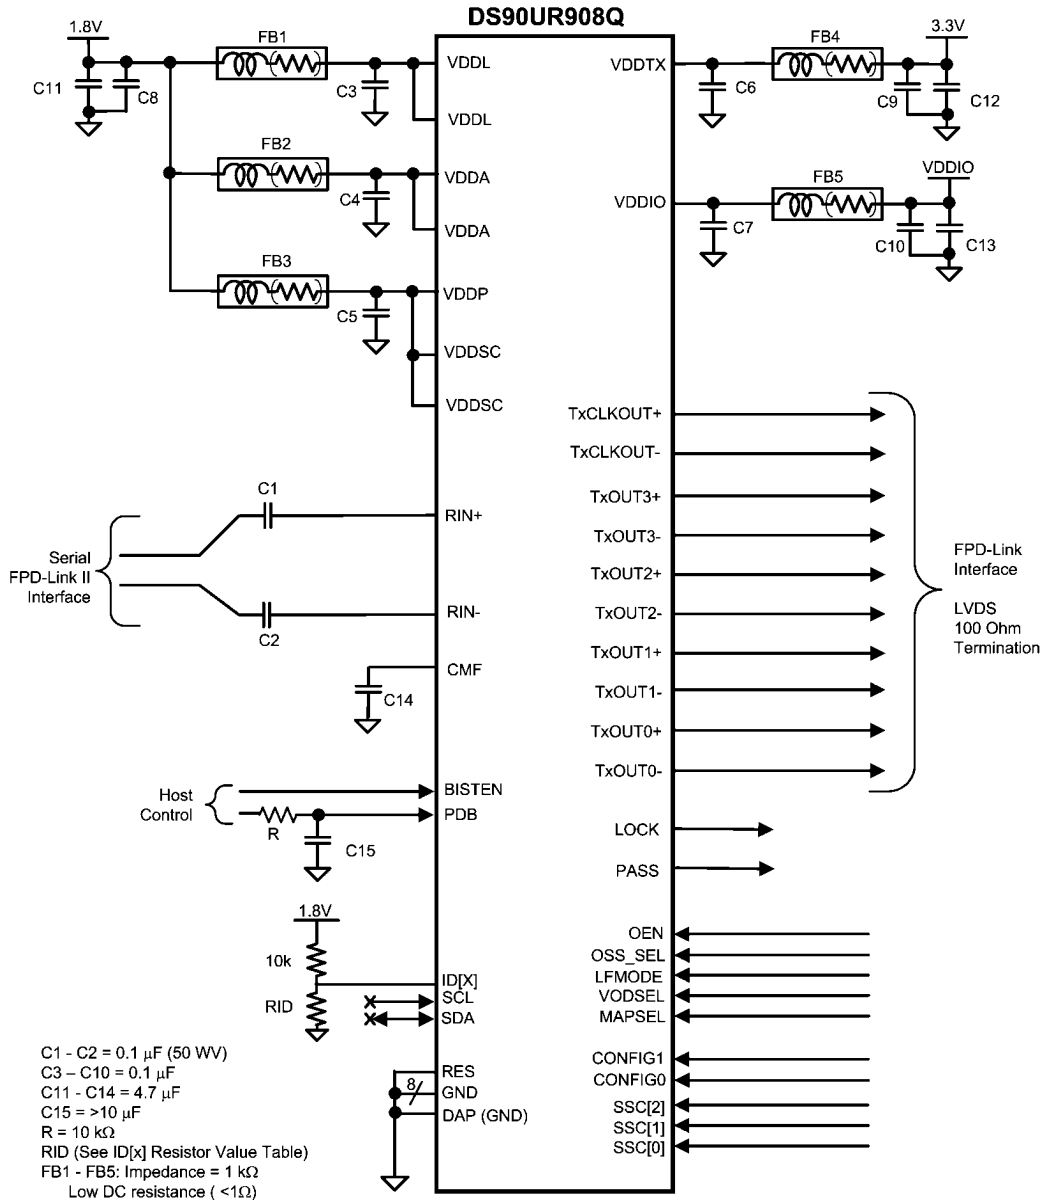 DS90UR908Q
1.8V
FB1
C11
C8
C3
VDDL
VDDL
FB2
C4
VDDA
VDDA
FB3
C5
VDDP
VDDSC
VDDSC
VDDTX
C6
FB4
3.3V
C9
C12
VDDIO
C7
FB5
VDDIO
C10
C13
Serial
FPD-Link II
Interface
C1
C2
RIN+
RIN-
CMF
C14
TxCLKOUT+
TxCLKOUT-
TxOUT3+
TxOUT3-
TxOUT2+
TxOUT2-
TxOUT1+
TxOUT1-
TxOUT0+
TxOUT0-
FPD-Link
Interface
LVDS
100 Ohm
Termination
Host
Control
BISTEN
PDB
R
C15
LOCK
PASS
1.8V
10k
RID
ID[X]
SCL
SDA
OEN
OSS_SEL
LFMODE
VODSEL
MAPSEL
CONFIG1
CONFIG0
SSC[2]
SSC[1]
SSC[0]
RES
8
GND
DAP (GND)
C1 - C2 = 0.1 μF (50 WV)
C3 – C10 = 0.1 μF
C11 - C14 = 4.7 μF
C15 = >10 μF
R = 10 kΩ
RID (See ID[x] Resistor Value Table)
FB1 - FB5: Impedance = 1 kΩ
Low DC resistance ( <1Ω)